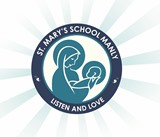 ST. MARY'S SCHOOL MANLY
LISTEN AND LOVE